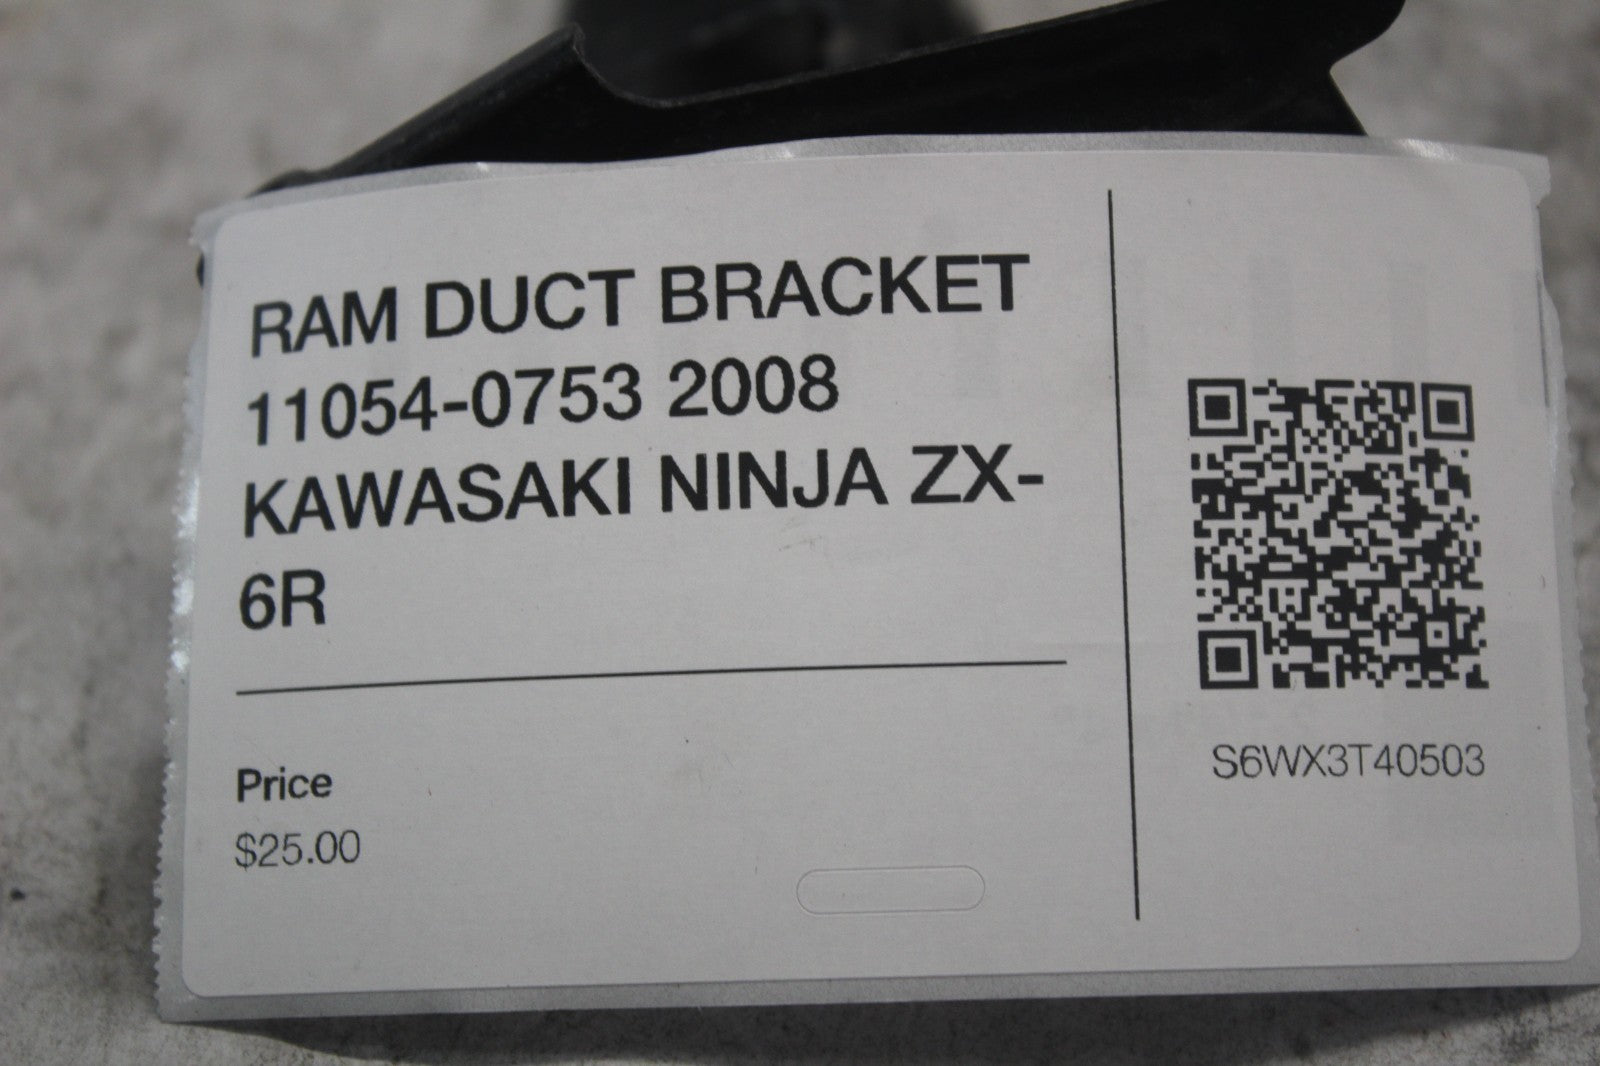 RAM DUCT BRACKET
11054-0753 2008
KAWASAKI NINJA ZX-
6R
Price
$25.00
S6WX3T40503